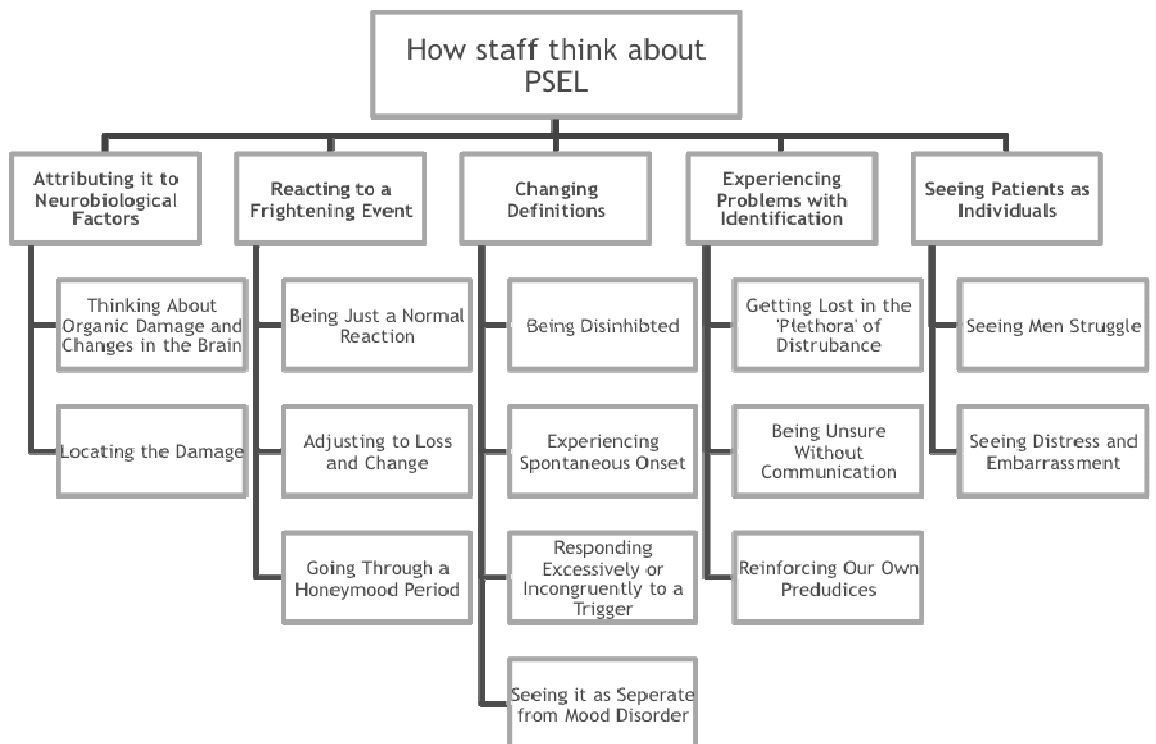 How staff think about
PSEL
Attributing it to
Neurobiological
Factors
Reacting to a
Frightening Event
Changing
Definitions
Experiencing
Problems with
Identification
Seeing Patients as
Individuals
Thinking About
Organic Damage and
Changes in the Brain
Being Just a Normal
Reaction
Being Disinhibted
Getting Lost in the
'Plethora' of
Distrubance
Seeing Men Struggle
Locating the Damage
Adjusting to Loss
and Change
Experiencing
Spontaneous Onset
Being Unsure
Without
Communication
Seeing Distress and
Embarrassment
Going Through a
Honeymood Period
Responding
Excessively or
Incongruently to a
Trigger
Reinforcing Our Own
Predudices
Seeing it as Seperate
from Mood Disorder